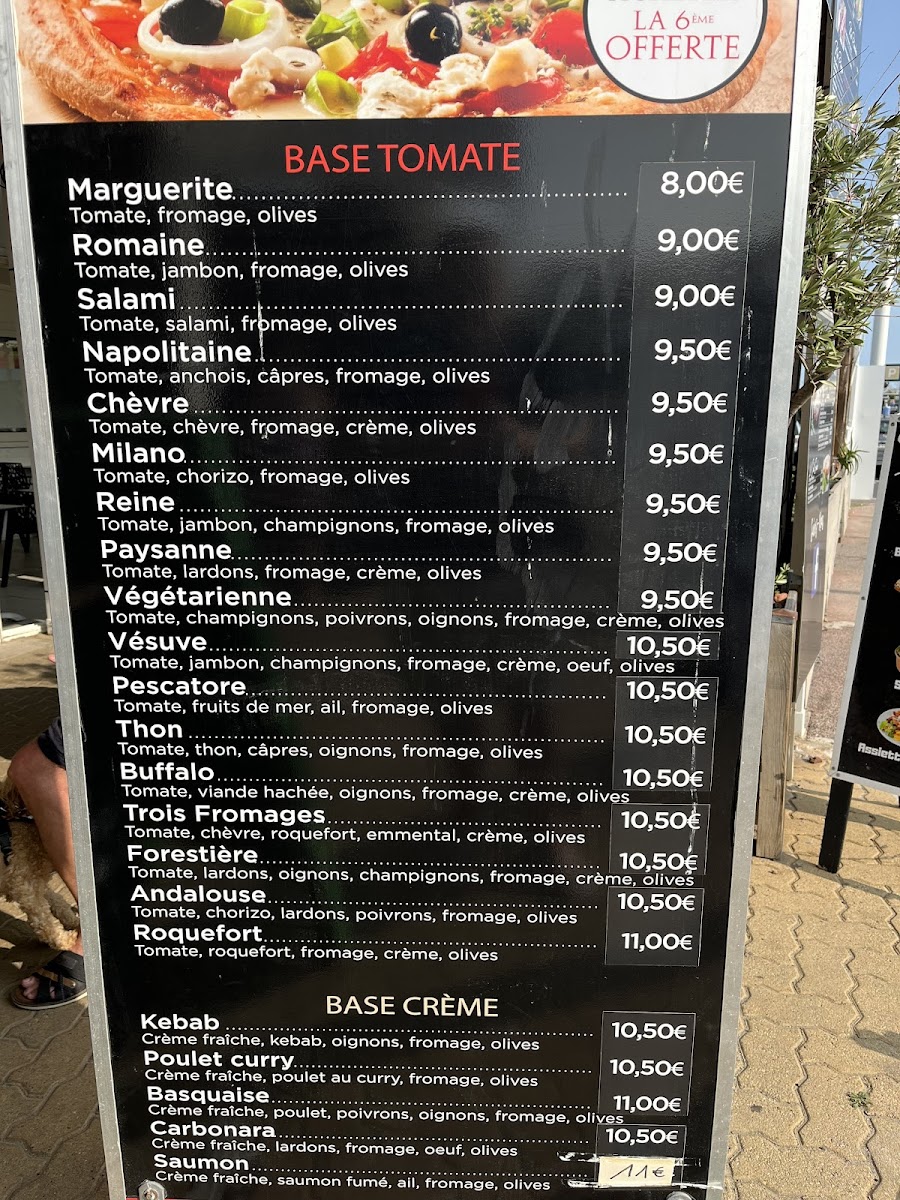 LA 6ÈME
OFFERTE
BASE TOMATE
Marguerite 8,00€
Tomate, fromage, olives
Romaine 9,00€
Tomate, jambon, fromage, olives
Salami 9,00€
Tomate, salami, fromage, olives
Napolitaine 9,50€
Tomate, anchois, câpres, fromage, olives
Chèvre 9,50€
Tomate, chèvre, fromage, crème, olives
Milano 9,50€
Tomate, chorizo, fromage, olives
Reine 9,50€
Tomate, jambon, champignons, fromage, olives
Paysanne 9,50€
Tomate, lardons, fromage, crème, olives
Végétarienne 9,50€
Tomate, champignons, poivrons, oignons, fromage, crème, olives
Vésuve 10,50€
Tomate, jambon, champignons, fromage, crème, oeuf, olives
Pescatore 10,50€
Tomate, fruits de mer, ail, fromage, olives
Thon 10,50€
Tomate, thon, câpres, oignons, fromage, olives
Buffalo 10,50€
Tomate, viande hachée, oignons, fromage, crème, olives
Trois Fromages 10,50€
Tomate, chèvre, roquefort, emmental, crème, olives
Forestière 10,50€
Tomate, lardons, oignons, champignons, fromage, crème, olives
Andalouse 10,50€
Tomate, chorizo, lardons, poivrons, fromage, olives
Roquefort 11,00€
Tomate, roquefort, fromage, crème, olives
BASE CRÈME
Kebab 10,50€
Crème fraîche, kebab, oignons, fromage, olives
Poulet curry 10,50€
Crème fraîche, poulet au curry, fromage, olives
Basquaise 11,00€
Crème fraîche, poulet, poivrons, oignons, fromage, olives
Carbonara 10,50€
Crème fraîche, lardons, fromage, oeuf, olives
Saumon 11€
Crème fraîche, saumon fumé, ail, fromage, olives